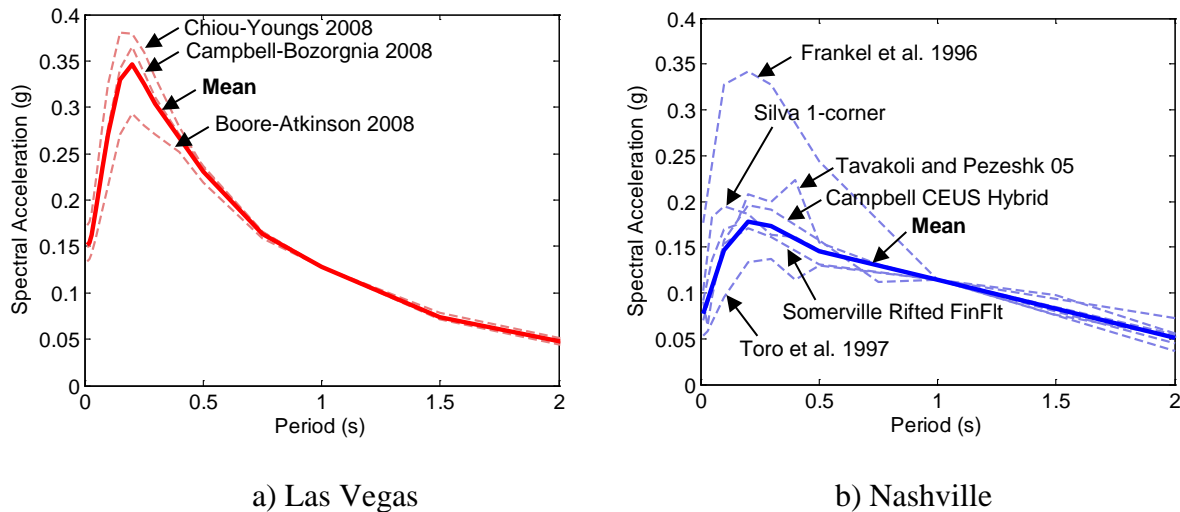 0.4
0.35
0.3
0.25
0.2
0.15
0.1
0.05
0
Spectral Acceleration (g)
Chiou-Youngs 2008
Campbell-Bozorgnia 2008
Mean
Boore-Atkinson 2008
0 0.5 1 1.5 2
Period (s)
a) Las Vegas
0.4
0.35
0.3
0.25
0.2
0.15
0.1
0.05
0
Spectral Acceleration (g)
Frankel et al. 1996
Silva 1-corner
Tavakoli and Pezeshk 05
Campbell CEUS Hybrid
Mean
Somerville Rifted FinFlt
Toro et al. 1997
0 0.5 1 1.5 2
Period (s)
b) Nashville